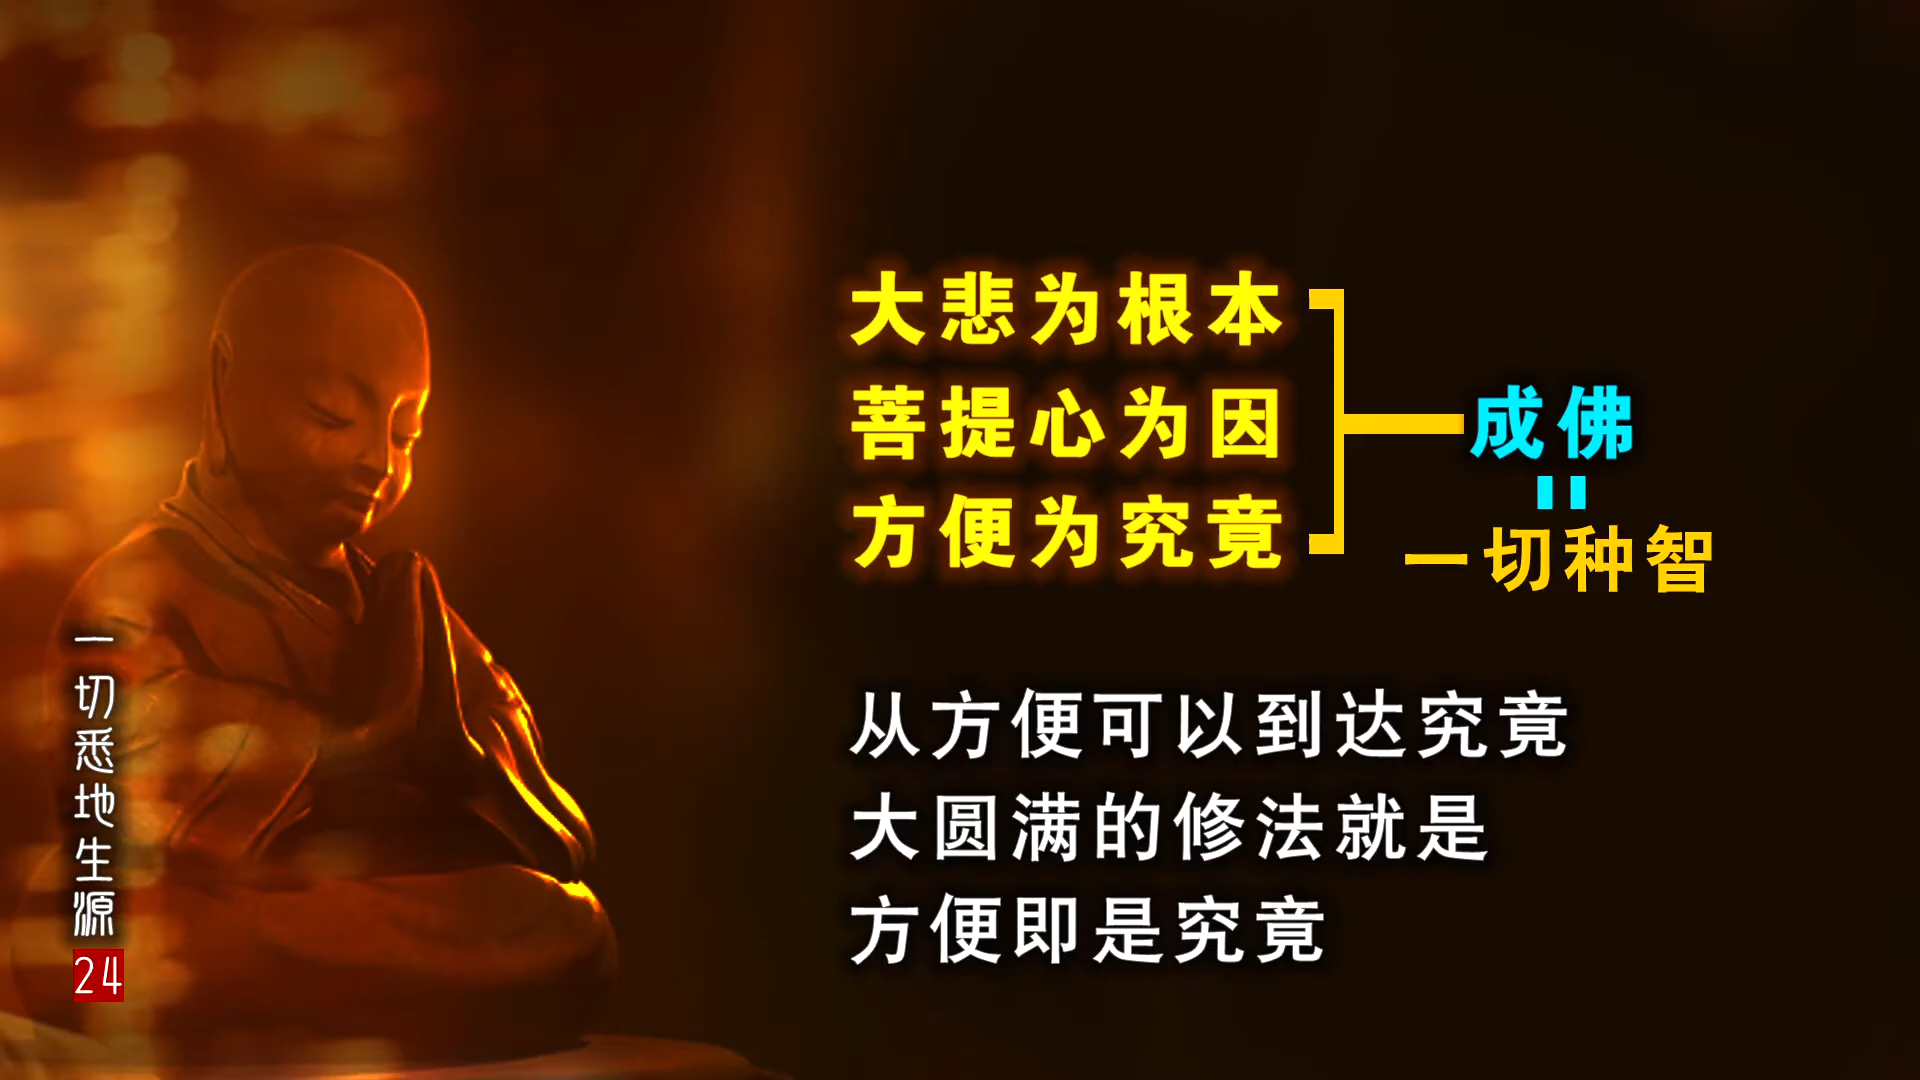 大悲为根本
菩提心为因
方便为究竟
成佛
=
一切种智
从方便可以到达究竟
大圆满的修法就是
方便即是究竟
一切悉地生源
24